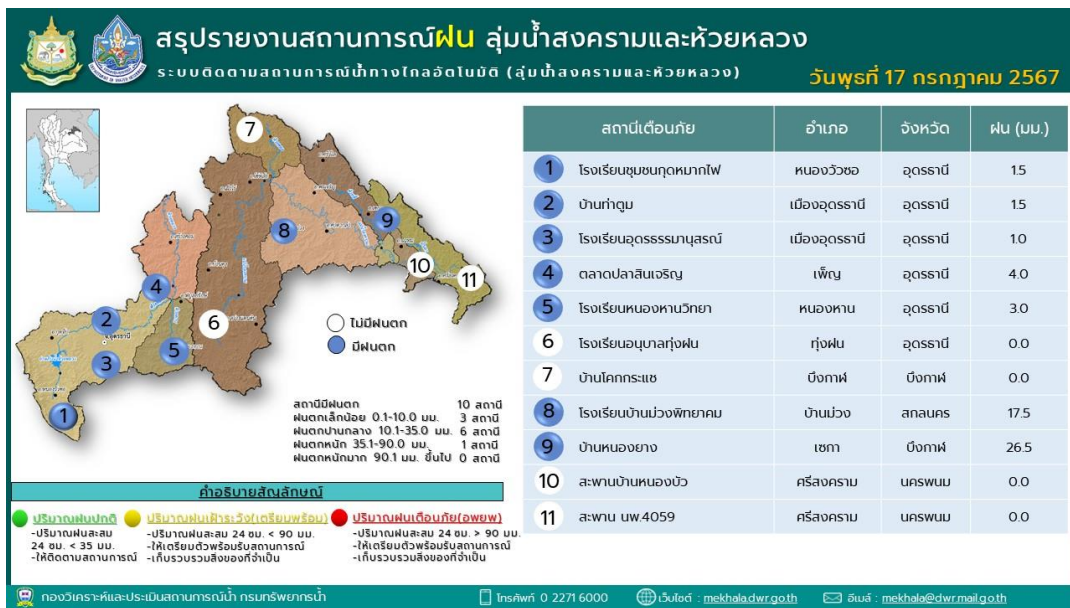 สรุปรายงานสถานการณ์ฝน ลุ่มน้ำสงครามและห้วยหลวง
ระบบติดตามสถานการณ์น้ำทางไกลอัตโนมัติ (ลุ่มน้ำสงครามและห้วยหลวง)
วันพุธที่ 17 กรกฎาคม 2567
7
8
9
10
11
4
6
2
5
3
1
ไม่มีฝนตก
มีฝนตก
สถานีมีฝนตก 10 สถานี
ฝนตกเล็กน้อย 0.1-10.0 มม. 3 สถานี
ฝนตกปานกลาง 10.1-35.0 มม. 6 สถานี
ฝนตกหนัก 35.1-90.0 มม. 1 สถานี
ฝนตกหนักมาก 90.1 มม. ขึ้นไป 0 สถานี
สถานีเตือนภัย อำเภอ จังหวัด ฝน (มม.)
1 โรงเรียนชุมชนกุดหมากไฟ หนองวัวซอ อุดรธานี 1.5
2 บ้านท่าตูม เมืองอุดรธานี อุดรธานี 1.5
3 โรงเรียนอุดรธรรมานุสรณ์ เมืองอุดรธานี อุดรธานี 1.0
4 ตลาดปลาสินเจริญ เพ็ญ อุดรธานี 4.0
5 โรงเรียนหนองหานวิทยา หนองหาน อุดรธานี 3.0
6 โรงเรียนอนุบาลทุ่งฝน ทุ่งฝน อุดรธานี 0.0
7 บ้านโคกกระแซ บึงกาฬ บึงกาฬ 0.0
8 โรงเรียนบ้านม่วงพิทยาคม บ้านม่วง สกลนคร 17.5
9 บ้านหนองยาง เซกา บึงกาฬ 26.5
10 สะพานบ้านหนองบัว ศรีสงคราม นครพนม 0.0
11 สะพาน นพ.4059 ศรีสงคราม นครพนม 0.0
คำอธิบายสัญลักษณ์
ปริมาณฝนปกติ
-ปริมาณฝนสะสม
24 ชม. < 35 มม.
-ให้ติดตามสถานการณ์
ปริมาณฝนเฝ้าระวัง(เตรียมพร้อม)
-ปริมาณฝนสะสม 24 ชม. < 90 มม.
-ให้เตรียมตัวพร้อมรับสถานการณ์
-เก็บรวบรวมสิ่งของที่จำเป็น
ปริมาณฝนเตือนภัย(อพยพ)
-ปริมาณฝนสะสม 24 ชม. > 90 มม.
-ให้เตรียมตัวพร้อมรับสถานการณ์
-เก็บรวบรวมสิ่งของที่จำเป็น
กองวิเคราะห์และประเมินสถานการณ์น้ำ กรมทรัพยากรน้ำ
โทรศัพท์ 0 2271 6000
เว็บไซต์ : mekhala.dwr.go.th
อีเมล์ : mekhala@dwr.mail.go.th